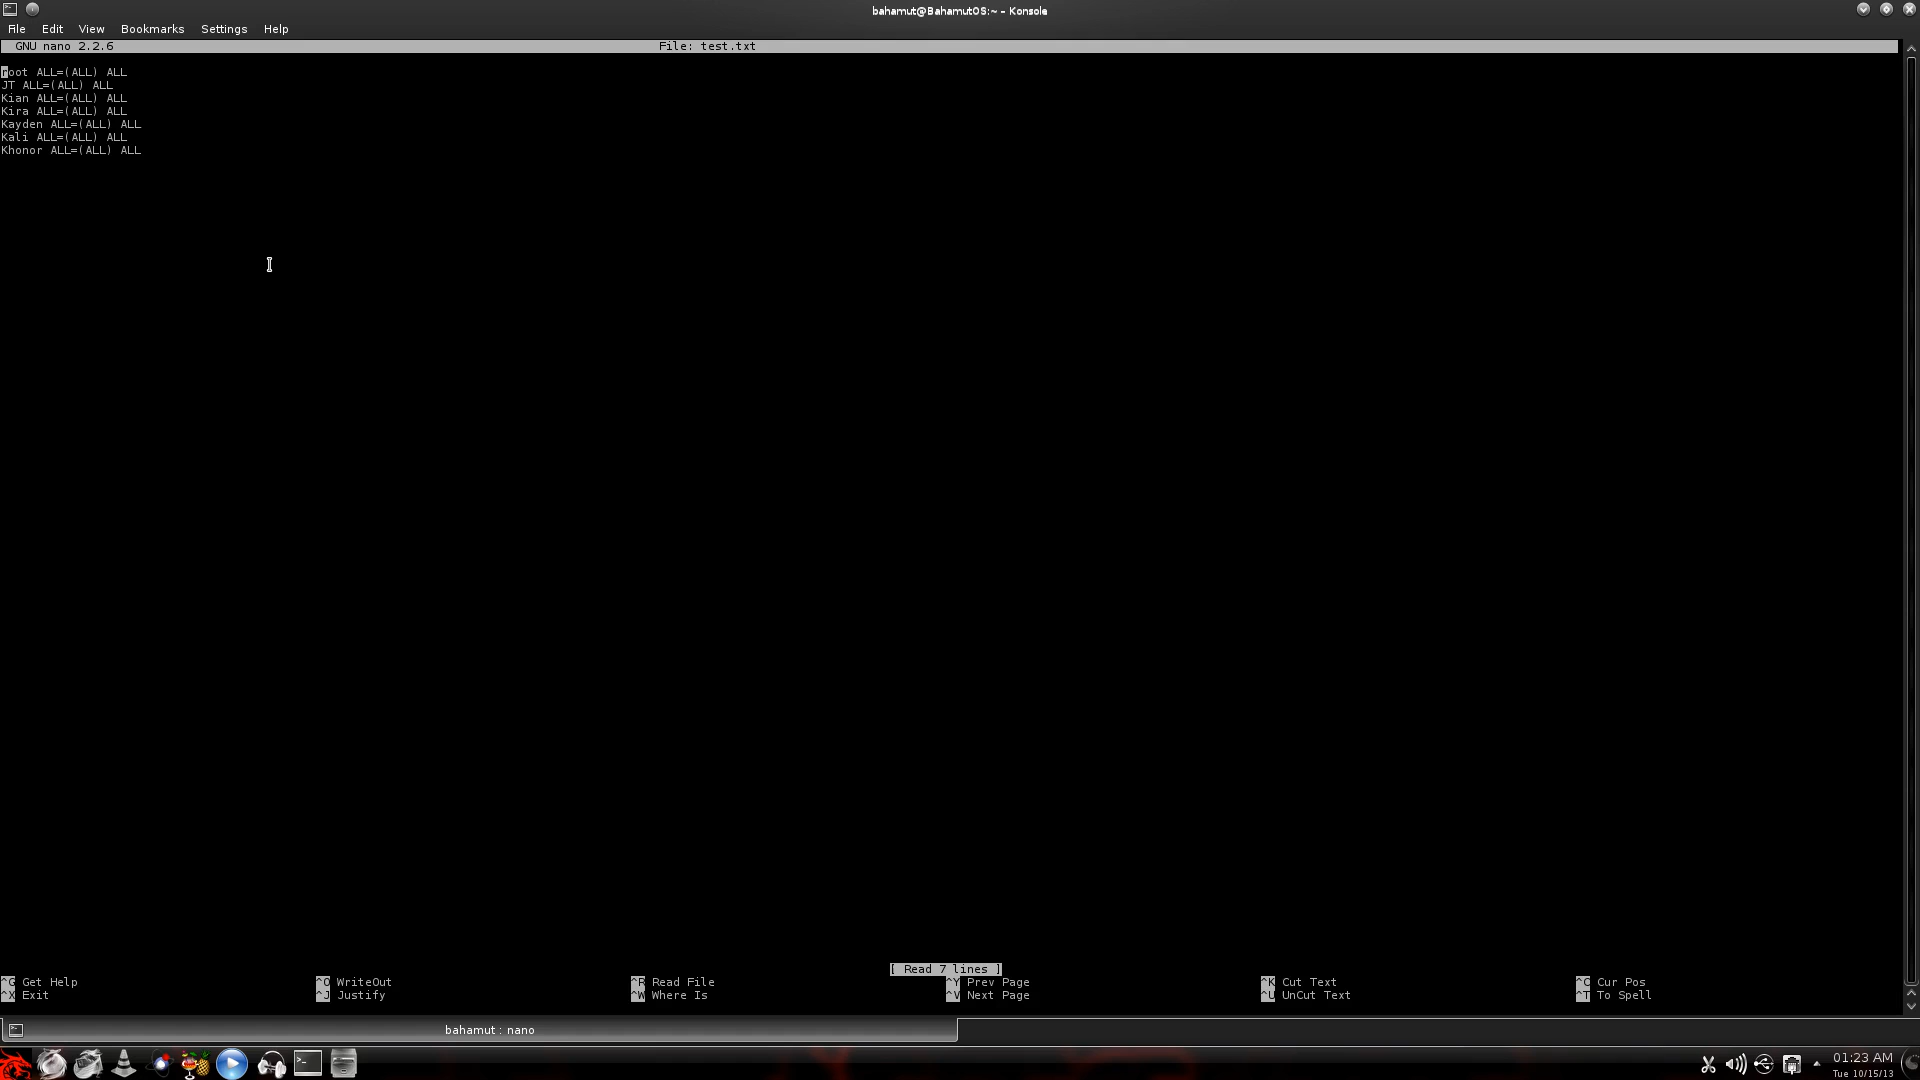 bahamut@BahamutOS:~ - Konsole
File Edit View Bookmarks Settings Help
GNU nano 2.2.6 File: test.txt
root ALL=(ALL) ALL
JT ALL=(ALL) ALL
Kian ALL=(ALL) ALL
Kira ALL=(ALL) ALL
Kayden ALL=(ALL) ALL
Kali ALL=(ALL) ALL
Khonor ALL=(ALL) ALL
[ Read 7 lines ]
^G Get Help ^O WriteOut ^R Read File ^Y Prev Page ^K Cut Text ^C Cur Pos
^X Exit ^J Justify ^W Where Is ^V Next Page ^U UnCut Text ^T To Spell
bahamut : nano
01:23 AM
Tue 10/15/13